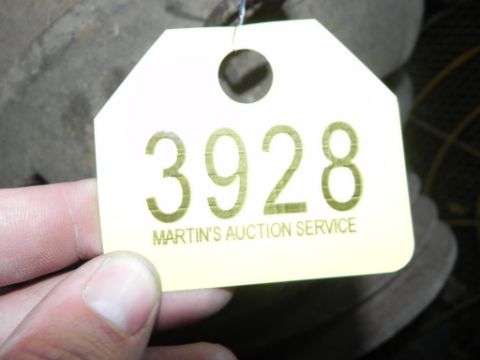 3928
MARTIN'S AUCTION SERVICE